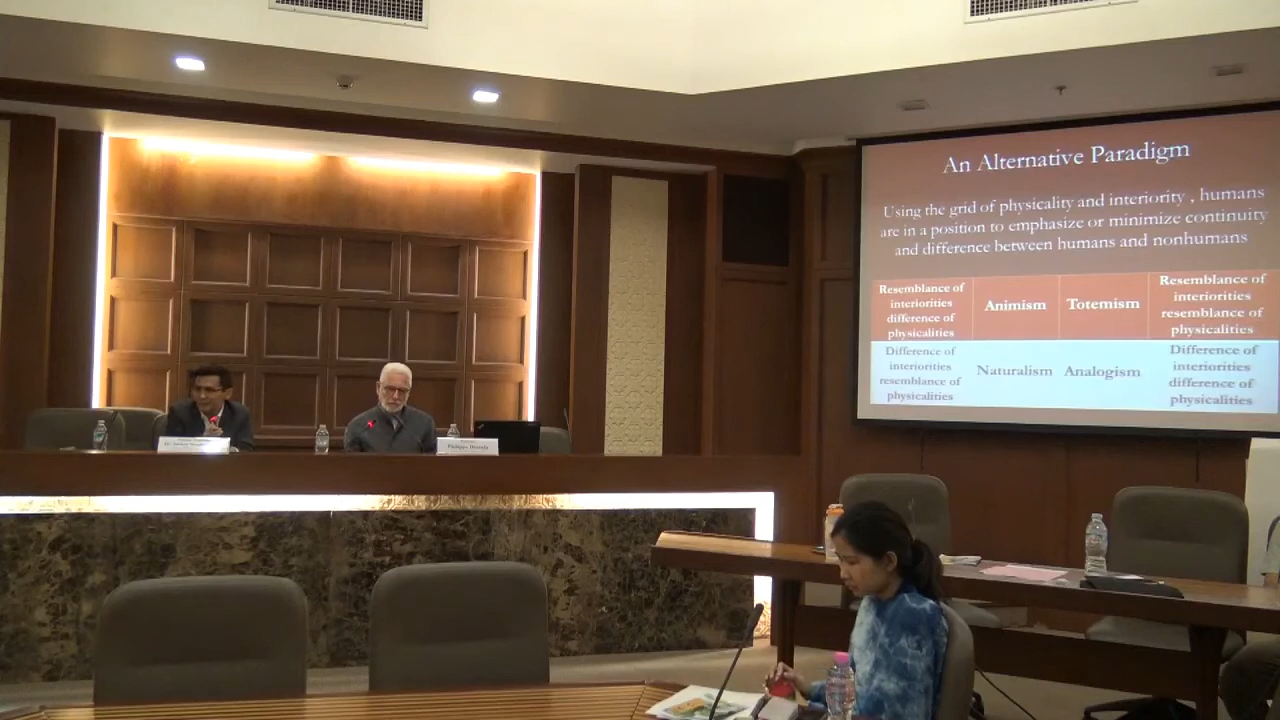 An Alternative Paradigm
Using the grid of physicality and interiority , humans
are in a position to emphasize or minimize continuity
and difference between humans and nonhumans
Resemblance of
interiorities
difference of
physicalities
Animism
Totemism
Resemblance of
interiorities
resemblance of
physicalities
Difference of
interiorities
resemblance of
physicalities
Naturalism
Analogism
Difference of
interiorities
difference of
physicalities
Philippe Descola